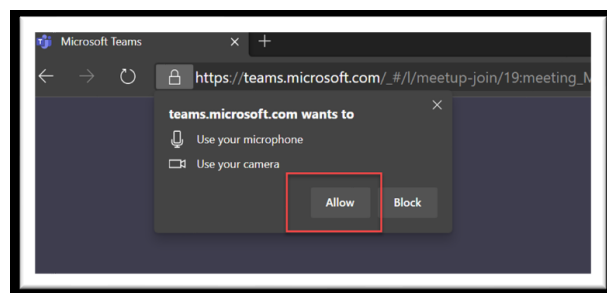 Microsoft Teams
https://teams.microsoft.com/_#/l/meetup-join/19:meeting_M
teams.microsoft.com wants to
Use your microphone
Use your camera
Allow Block